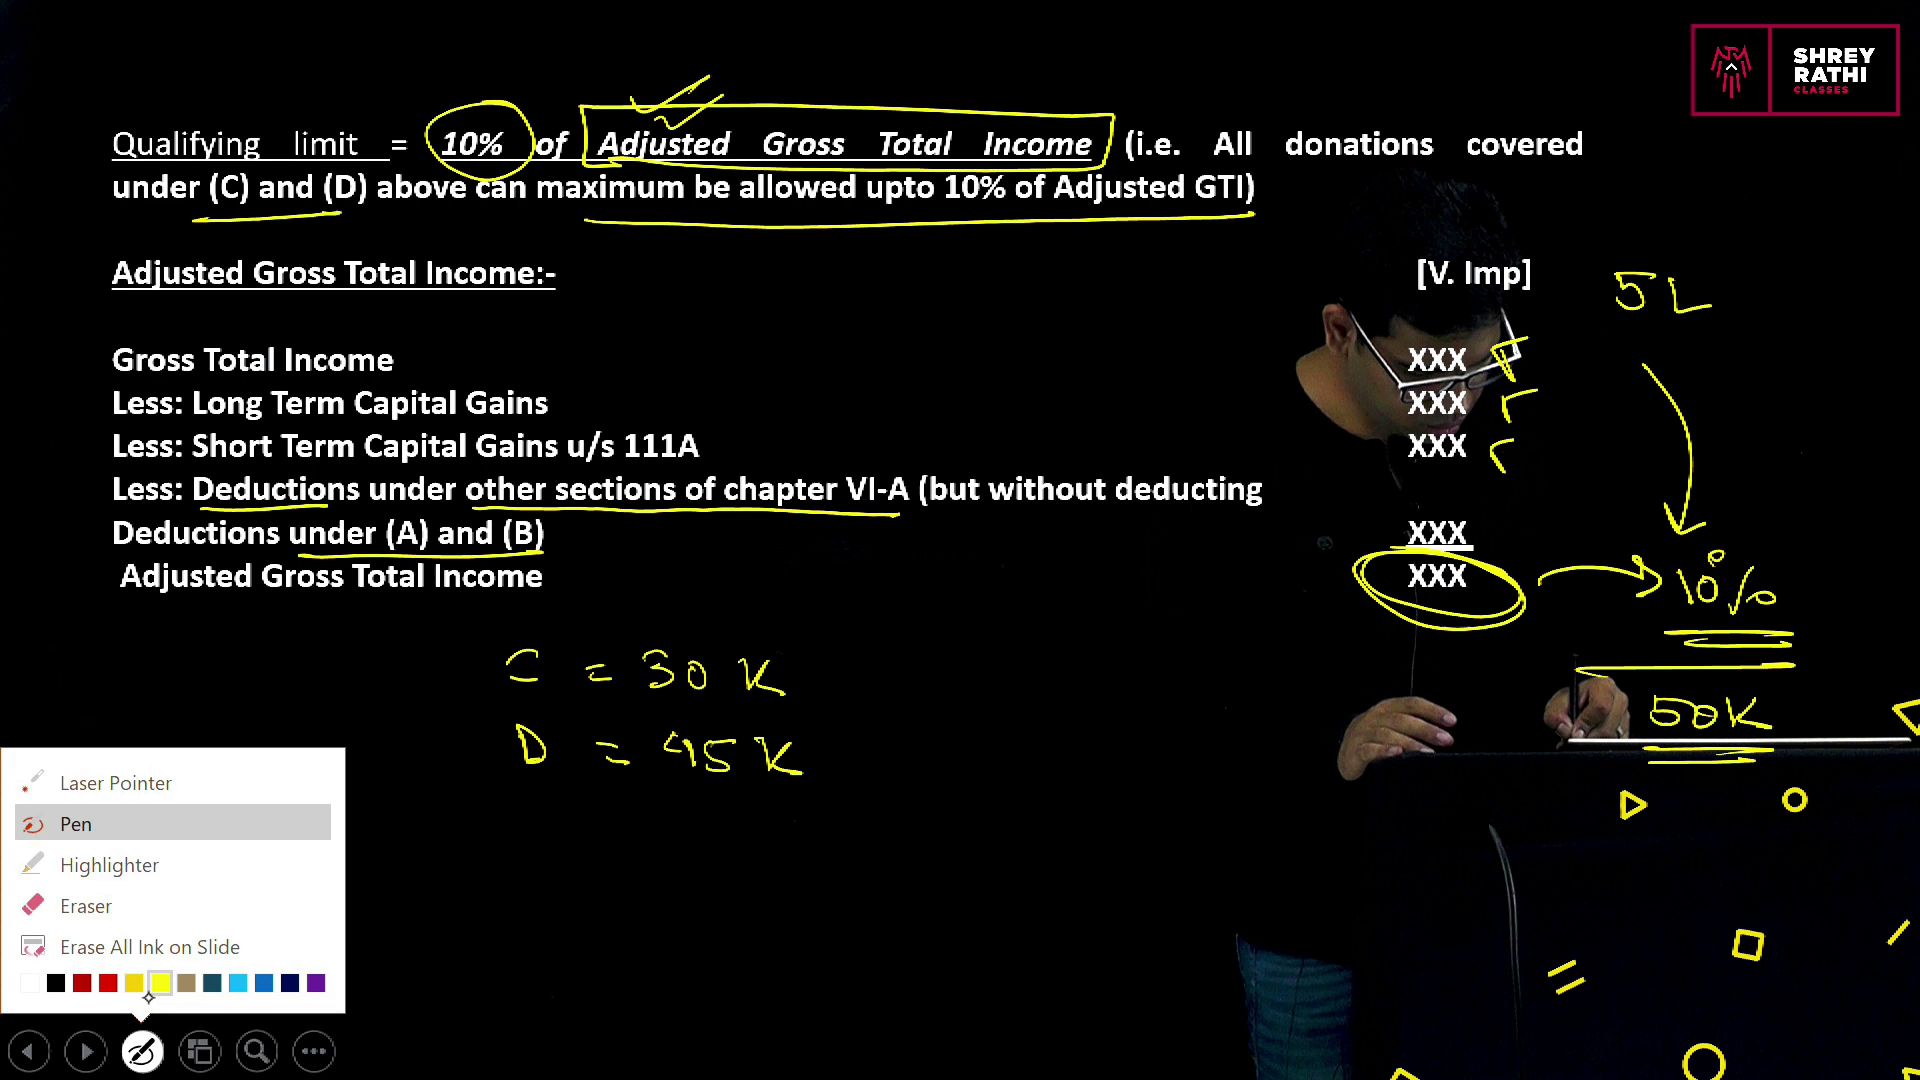 SHREY
RATHI
CLASSES
Qualifying limit = 10% of Adjusted Gross Total Income (i.e. All donations covered
under (C) and (D) above can maximum be allowed upto 10% of Adjusted GTI)
Adjusted Gross Total Income:- [V. Imp]
5 L
Gross Total Income XXX
Less: Long Term Capital Gains XXX
Less: Short Term Capital Gains u/s 111A XXX
Less: Deductions under other sections of chapter VI-A (but without deducting
Deductions under (A) and (B) XXX
Adjusted Gross Total Income XXX
10%
C = 30 K
50K
D = 45 K
Laser Pointer
Pen
Highlighter
Eraser
Erase All Ink on Slide